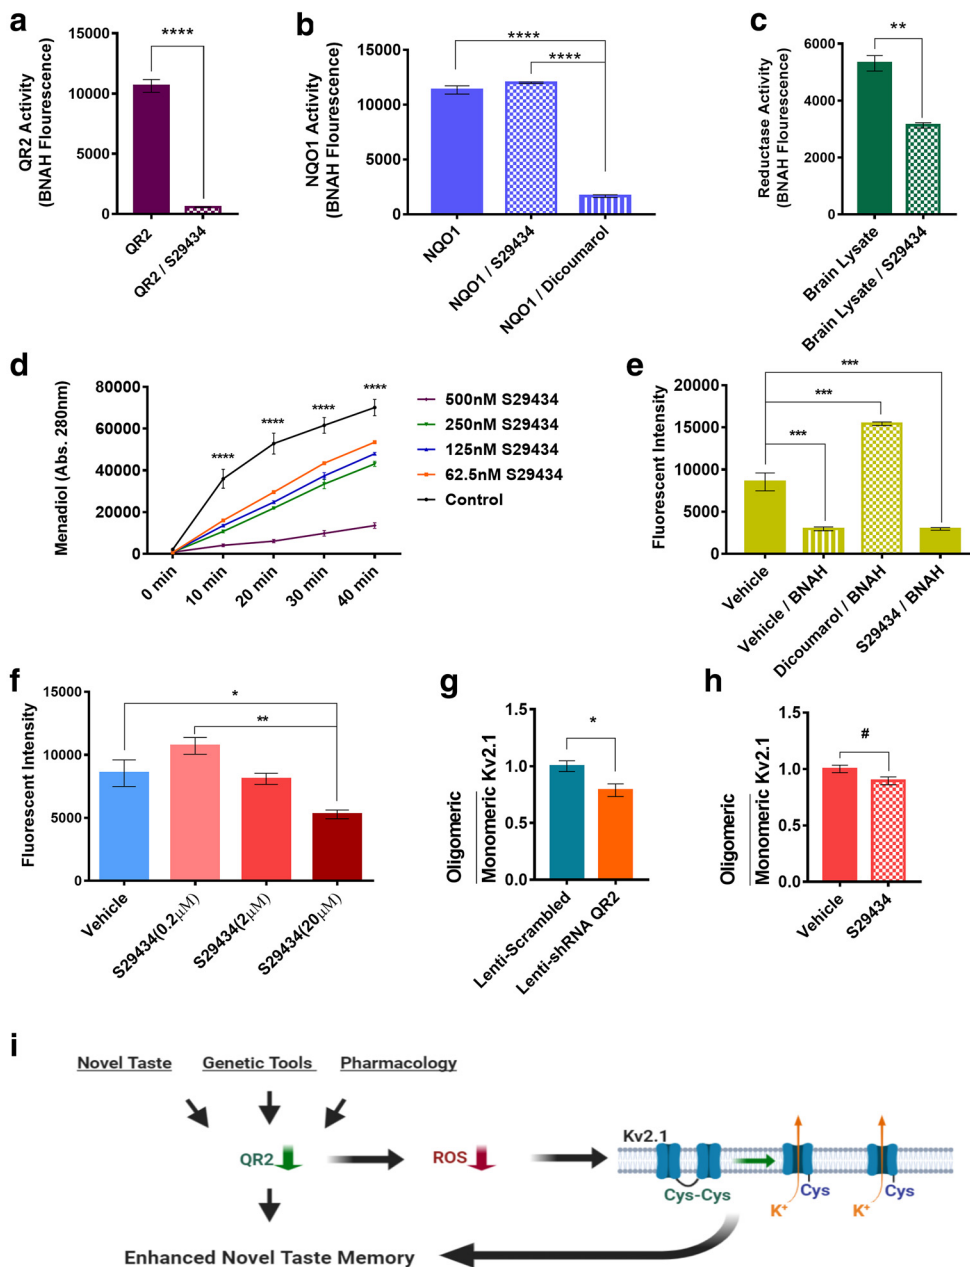 a
QR2 Activity
(BNAH Flourescence)
15000
10000
5000
0
****
QR2
QR2 / S29434
b
NQO1 Activity
(BNAH Flourescence)
15000
10000
5000
0
****
****
NQO1
NQO1 / S29434
NQO1 / Dicoumarol
c
Reductase Activity
(BNAH Flourescence)
6000
4000
2000
0
**
Brain Lysate
Brain Lysate / S29434
d
Menadiol (Abs. 280nm)
80000
60000
40000
20000
0
****
****
****
****
0 min
10 min
20 min
30 min
40 min
500nM S29434
250nM S29434
125nM S29434
62.5nM S29434
Control
e
Fluorescent Intensity
20000
15000
10000
5000
0
***
***
***
Vehicle
Vehicle / BNAH
Dicoumarol / BNAH
S29434 / BNAH
f
Fluorescent Intensity
15000
10000
5000
0
*
**
Vehicle
S29434(0.2μM)
S29434(2μM)
S29434(20μM)
g
Oligomeric
Monomeric Kv2.1
1.5
1.0
0.5
0.0
*
Lenti-Scrambled
Lenti-shRNA QR2
h
Oligomeric
Monomeric Kv2.1
1.5
1.0
0.5
0.0
#
Vehicle
S29434
i
Novel Taste
Genetic Tools
Pharmacology
QR2
ROS
Kv2.1
Cys-Cys
Cys
K+
Cys
K+
Enhanced Novel Taste Memory